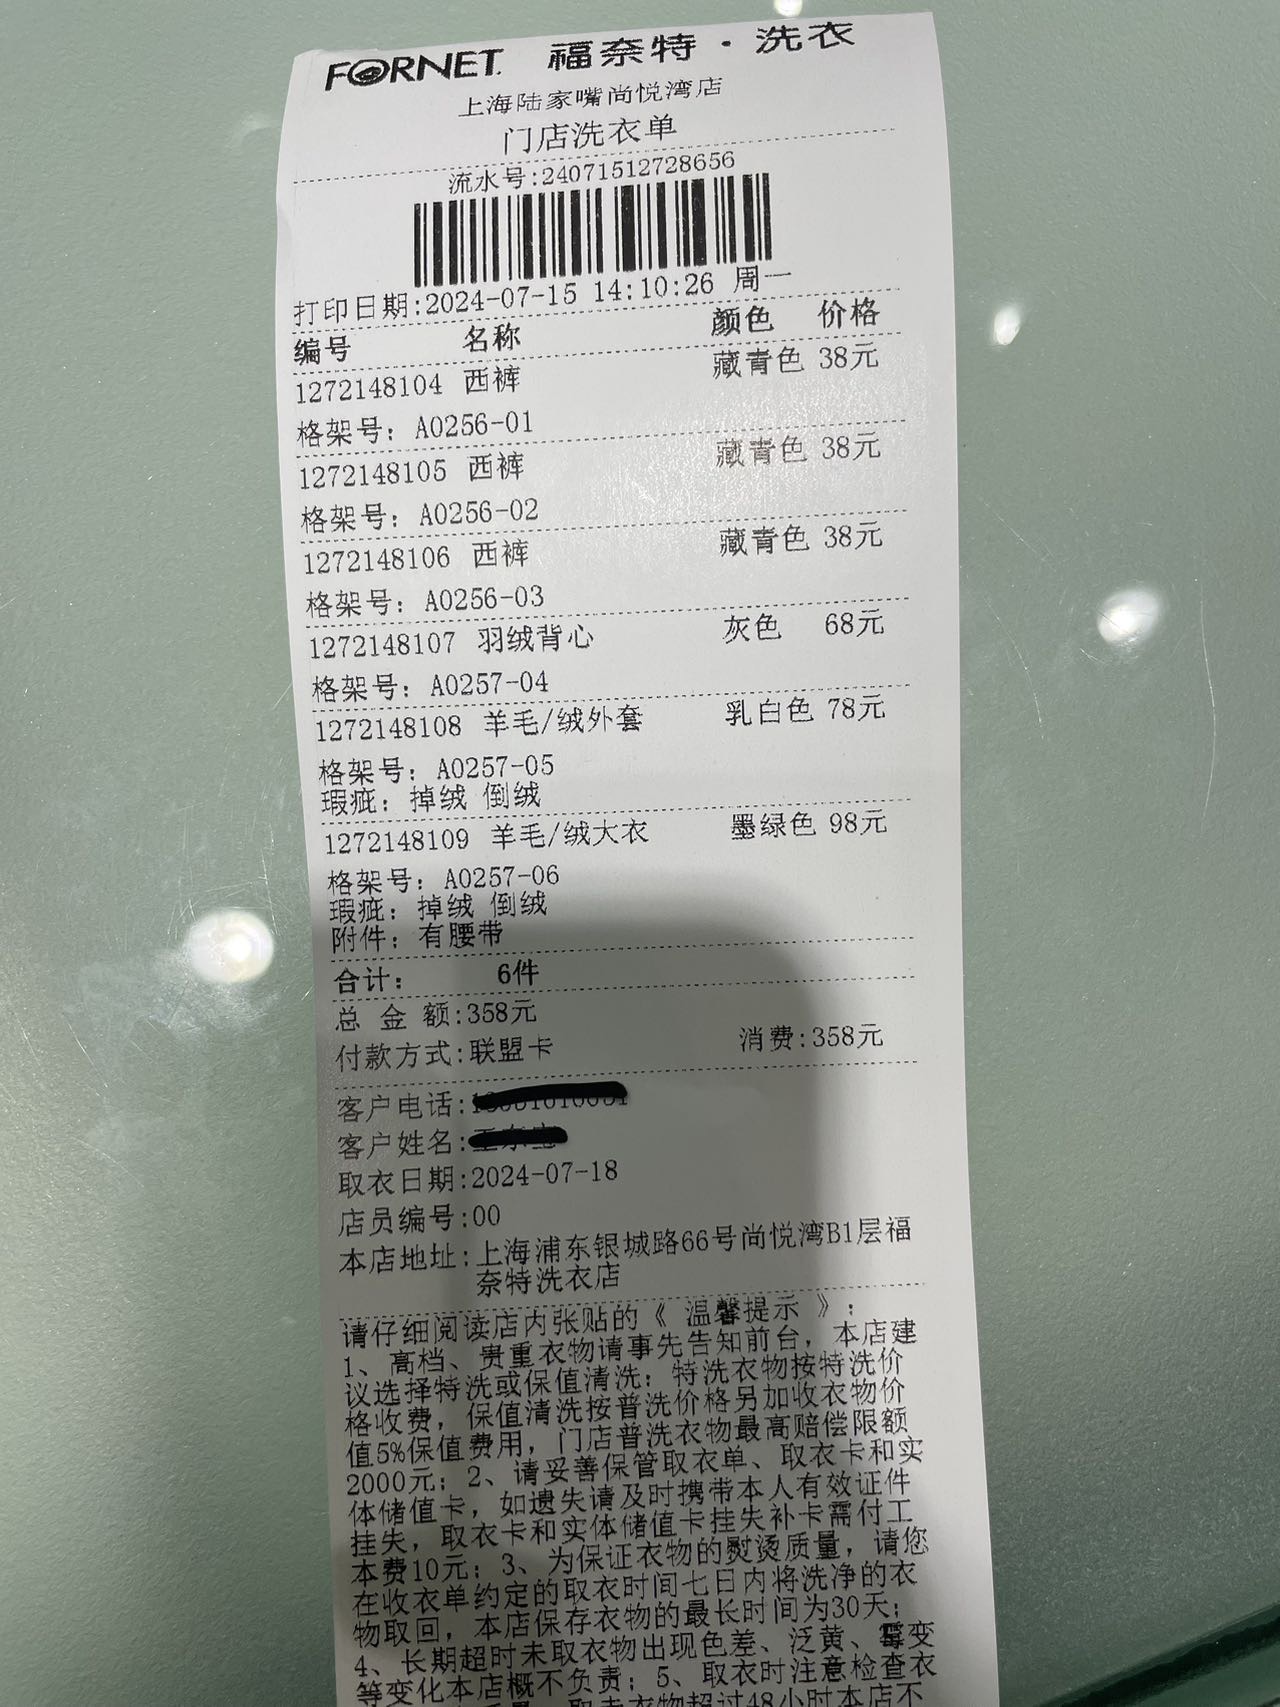 FORNET. 福奈特·洗衣
上海陆家嘴尚悦湾店
门店洗衣单
流水号:24071512728656
打印日期:2024-07-15 14:10:26 周一
编号 名称 颜色 价格
1272148104 西裤 藏青色 38元
格架号: A0256-01
1272148105 西裤 藏青色 38元
格架号: A0256-02
1272148106 西裤 藏青色 38元
格架号: A0256-03
1272148107 羽绒背心 灰色 68元
格架号: A0257-04
1272148108 羊毛/绒外套 乳白色 78元
格架号: A0257-05
瑕疵: 掉绒 倒绒
1272148109 羊毛/绒大衣 墨绿色 98元
格架号: A0257-06
瑕疵: 掉绒 倒绒
附件: 有腰带
合计: 6件
总 金 额:358元
付款方式:联盟卡 消费:358元
客户电话:
客户姓名:
取衣日期:2024-07-18
店员编号:00
本店地址:上海浦东银城路66号尚悦湾B1层福
奈特洗衣店
请仔细阅读店内张贴的《 温馨提示 》:
1、高档、贵重衣物请事先告知前台，本店建
议选择特洗或保值清洗；特洗衣物按特洗价
格收费，保值清洗按普洗价格另加收衣物价
值5%保值费用，门店普洗衣物最高赔偿限额
2000元；2、请妥善保管取衣单、取衣卡和实
体储值卡，如遗失请及时携带本人有效证件
挂失，取衣卡和实体储值卡挂失补卡需付工
本费10元；3、为保证衣物的熨烫质量，请您
在收衣单约定的取衣时间七日内将洗净的衣
物取回，本店保存衣物的最长时间为30天；
4、长期超时未取衣物出现色差、泛黄、霉变
等变化本店概不负责；5、取衣时注意检查衣
取走衣物超过48小时本店不